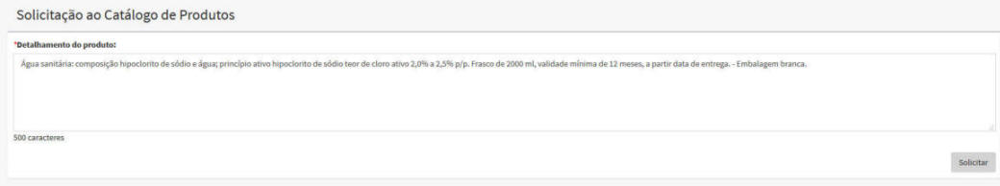 Solicitação ao Catálogo de Produtos
*Detalhamento do produto:
Água sanitária: composição hipoclorito de sódio e água; princípio ativo hipoclorito de sódio teor de cloro ativo 2,0% a 2,5% p/p. Frasco de 2000 ml, validade mínima de 12 meses, a partir data de entrega. - Embalagem branca.
500 caracteres
Solicitar